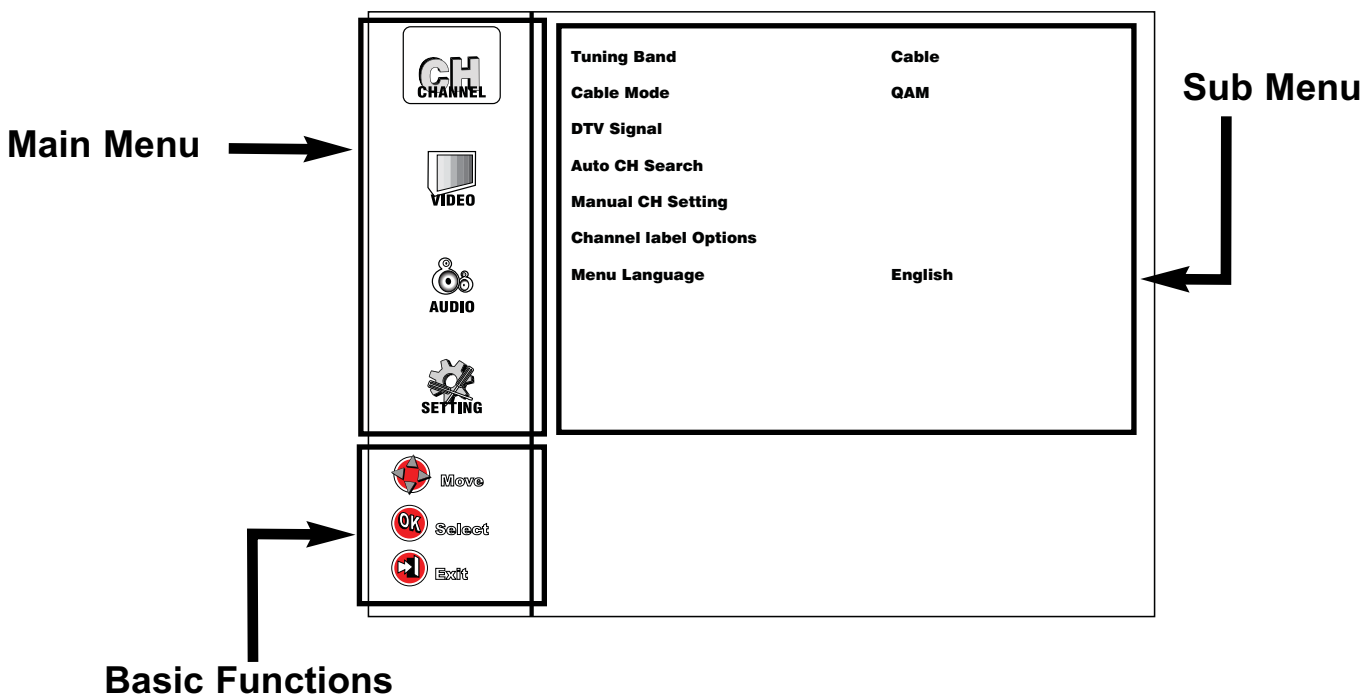 Main Menu
CH
CHANNEL
VIDEO
AUDIO
SETTING
Tuning Band Cable
Cable Mode QAM
DTV Signal
Auto CH Search
Manual CH Setting
Channel label Options
Menu Language English
Sub Menu
Move
OK Select
Exit
Basic Functions